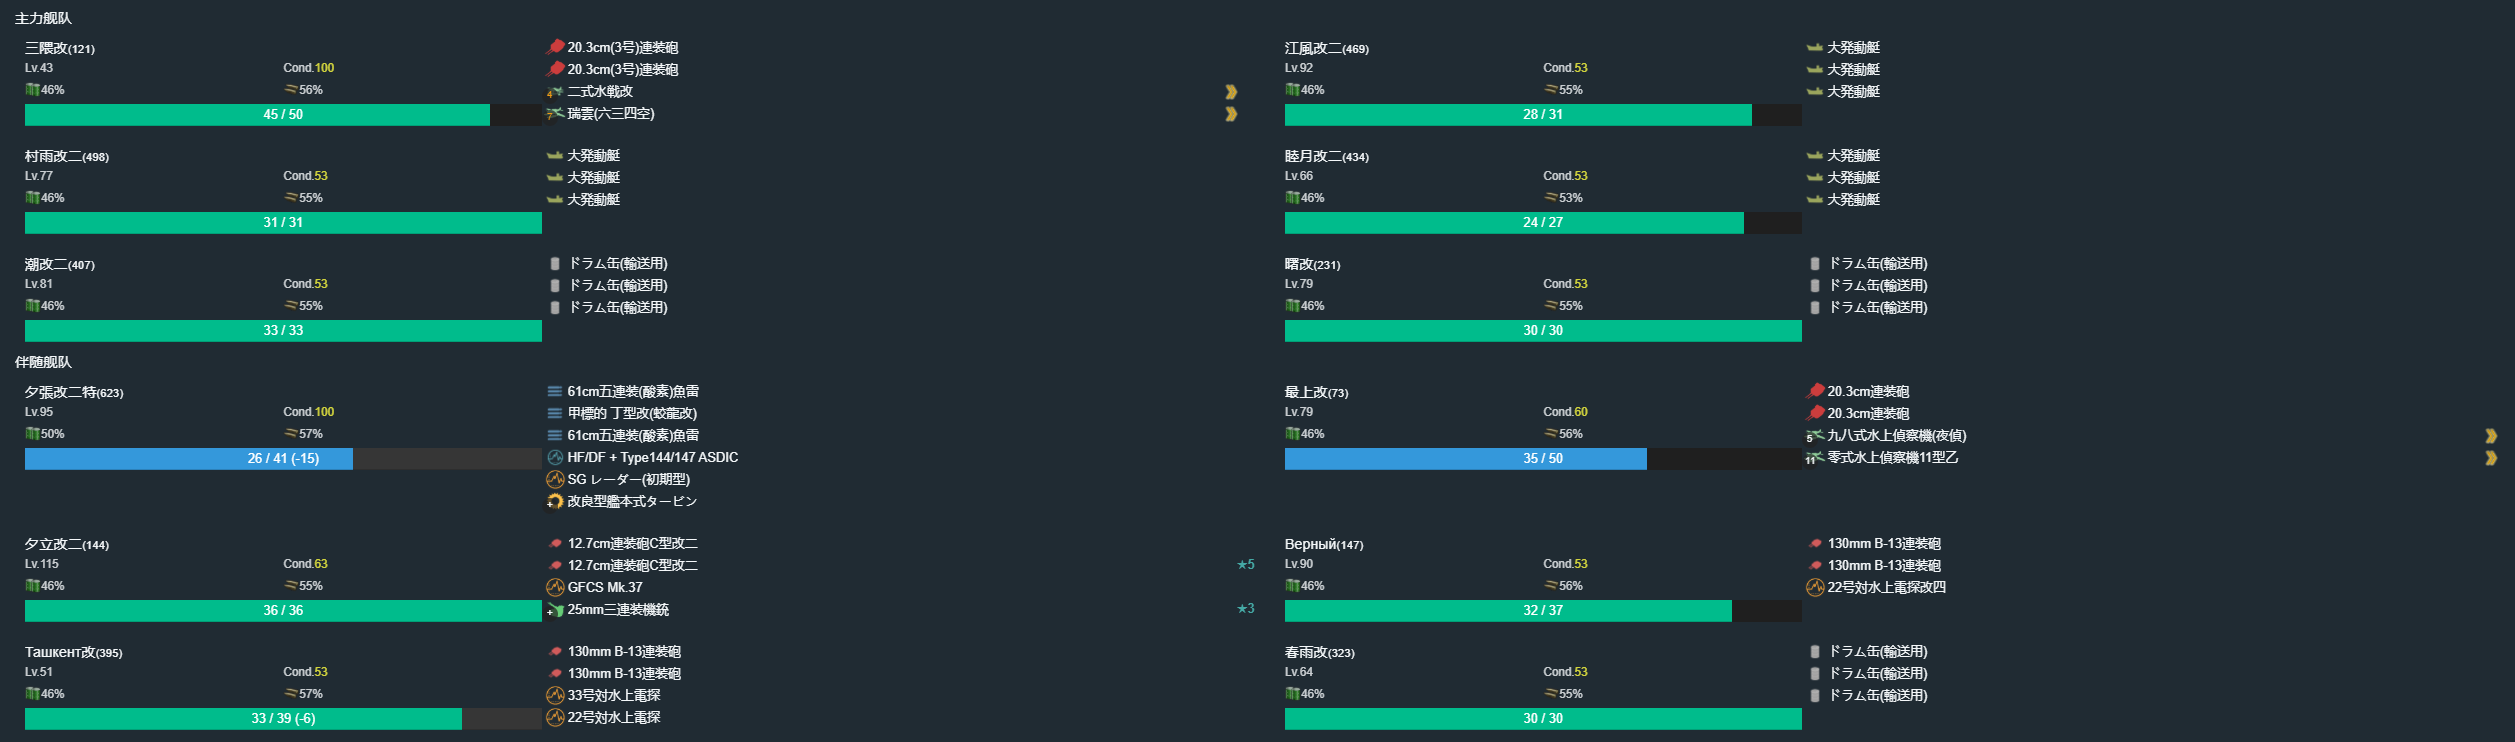 主力舰队
三隈改(121)
Lv.43 Cond.100
46% 56%
45 / 50
20.3cm(3号)連装砲
20.3cm(3号)連装砲
4 二式水戦改
7 瑞雲(六三四空)
江風改二(469)
Lv.92 Cond.53
46% 55%
28 / 31
大発動艇
大発動艇
大発動艇
村雨改二(498)
Lv.77 Cond.53
46% 55%
31 / 31
大発動艇
大発動艇
大発動艇
睦月改二(434)
Lv.66 Cond.53
46% 53%
24 / 27
大発動艇
大発動艇
大発動艇
潮改二(407)
Lv.81 Cond.53
46% 55%
33 / 33
ドラム缶(輸送用)
ドラム缶(輸送用)
ドラム缶(輸送用)
曙改(231)
Lv.79 Cond.53
46% 55%
30 / 30
ドラム缶(輸送用)
ドラム缶(輸送用)
ドラム缶(輸送用)
伴随舰队
夕張改二特(623)
Lv.95 Cond.100
50% 57%
26 / 41 (-15)
61cm五連装(酸素)魚雷
甲標的 丁型改(蛟龍改)
61cm五連装(酸素)魚雷
HF/DF + Type144/147 ASDIC
SG レーダー(初期型)
改良型艦本式タービン
最上改(73)
Lv.79 Cond.60
46% 56%
35 / 50
20.3cm連装砲
20.3cm連装砲
5 九八式水上偵察機(夜偵)
11 零式水上偵察機11型乙
夕立改二(144)
Lv.115 Cond.63
46% 55%
36 / 36
12.7cm連装砲C型改二
12.7cm連装砲C型改二 ★5
GFCS Mk.37
25mm三連装機銃 ★3
Верный(147)
Lv.90 Cond.53
46% 56%
32 / 37
130mm B-13連装砲
130mm B-13連装砲
22号対水上電探改四
Ташкент改(395)
Lv.51 Cond.53
46% 57%
33 / 39 (-6)
130mm B-13連装砲
130mm B-13連装砲
33号対水上電探
22号対水上電探
春雨改(323)
Lv.64 Cond.53
46% 55%
30 / 30
ドラム缶(輸送用)
ドラム缶(輸送用)
ドラム缶(輸送用)